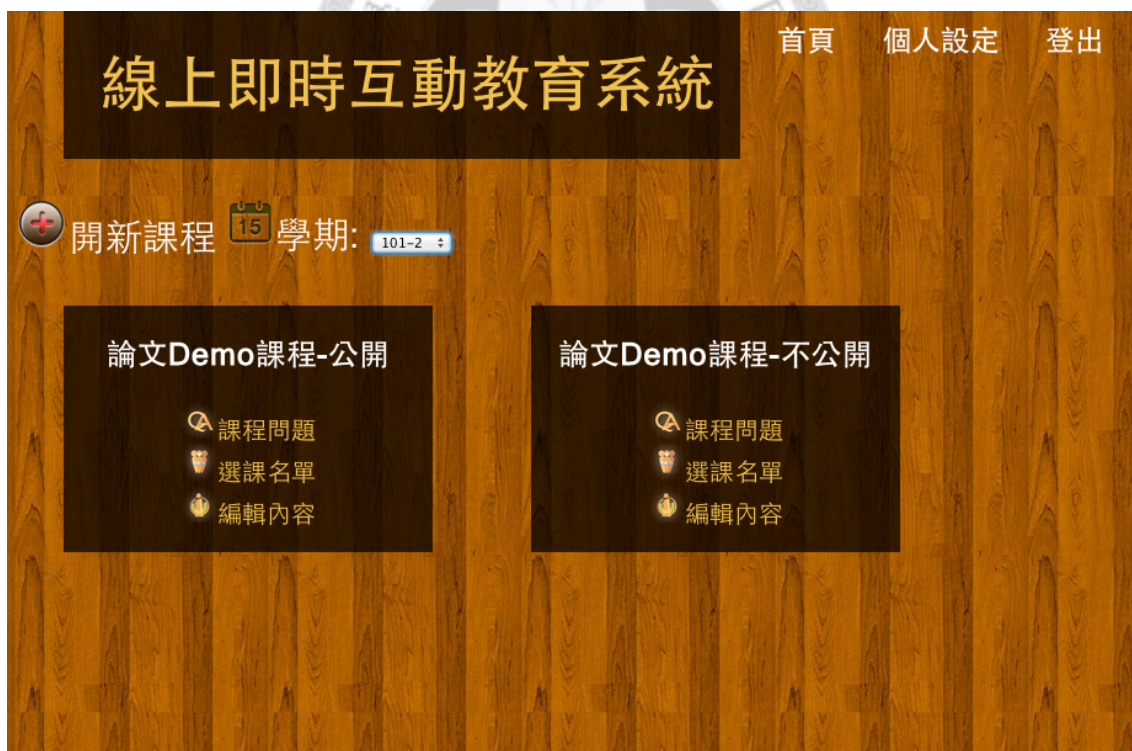 首頁 個人設定 登出
線上即時互動教育系統
開新課程 15 學期: 101-2
論文Demo課程-公開
課程問題
選課名單
編輯內容
論文Demo課程-不公開
課程問題
選課名單
編輯內容